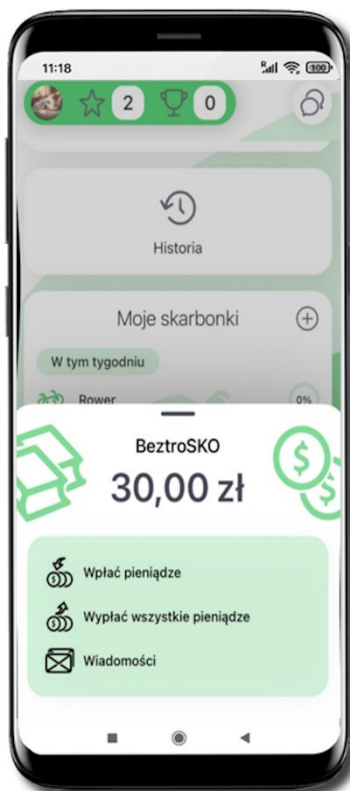 11:18
R
100
2
0
Historia
Moje skarbonki
W tym tygodniu
Rower
0%
BeztroSKO
30,00 zł
Wpłać pieniądze
Wypłać wszystkie pieniądze
Wiadomości